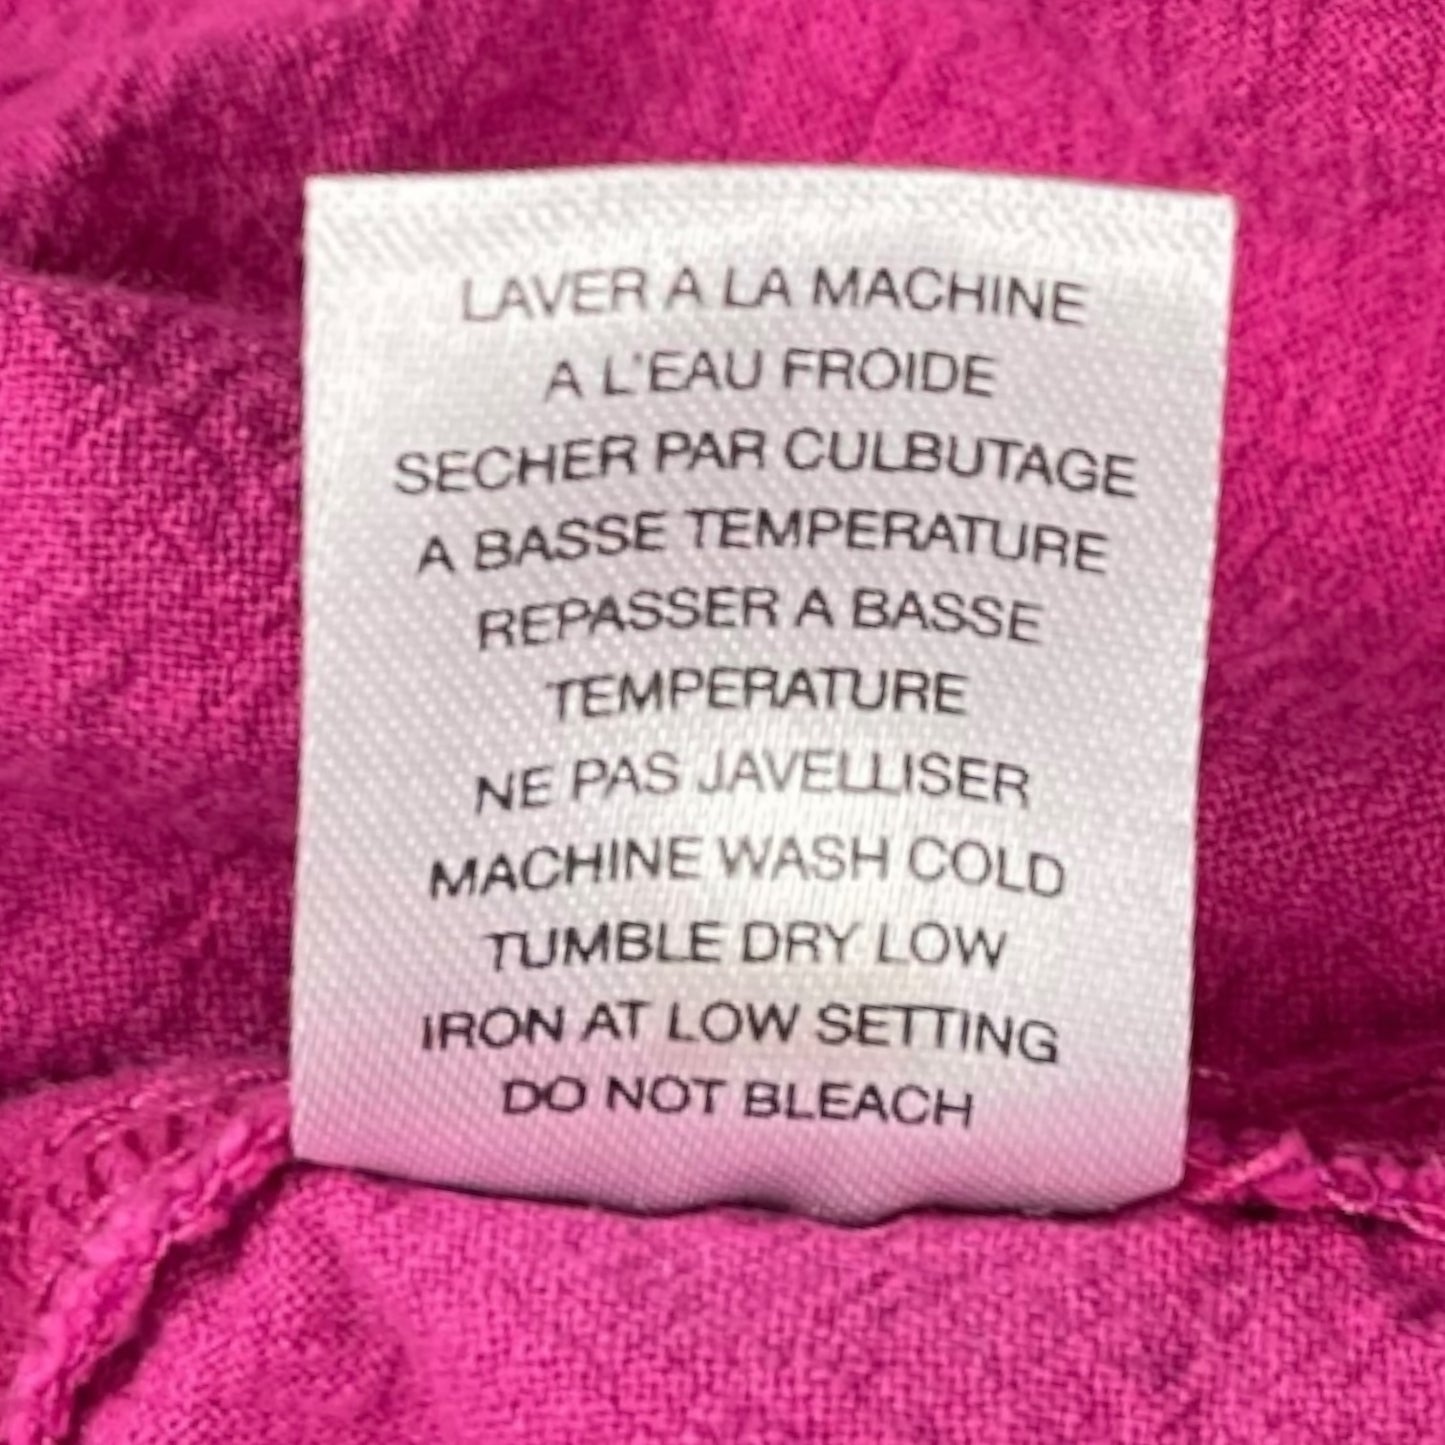 LAVER A LA MACHINE
A L'EAU FROIDE
SECHER PAR CULBUTAGE
A BASSE TEMPERATURE
REPASSER A BASSE
TEMPERATURE
NE PAS JAVELLISER
MACHINE WASH COLD
TUMBLE DRY LOW
IRON AT LOW SETTING
DO NOT BLEACH